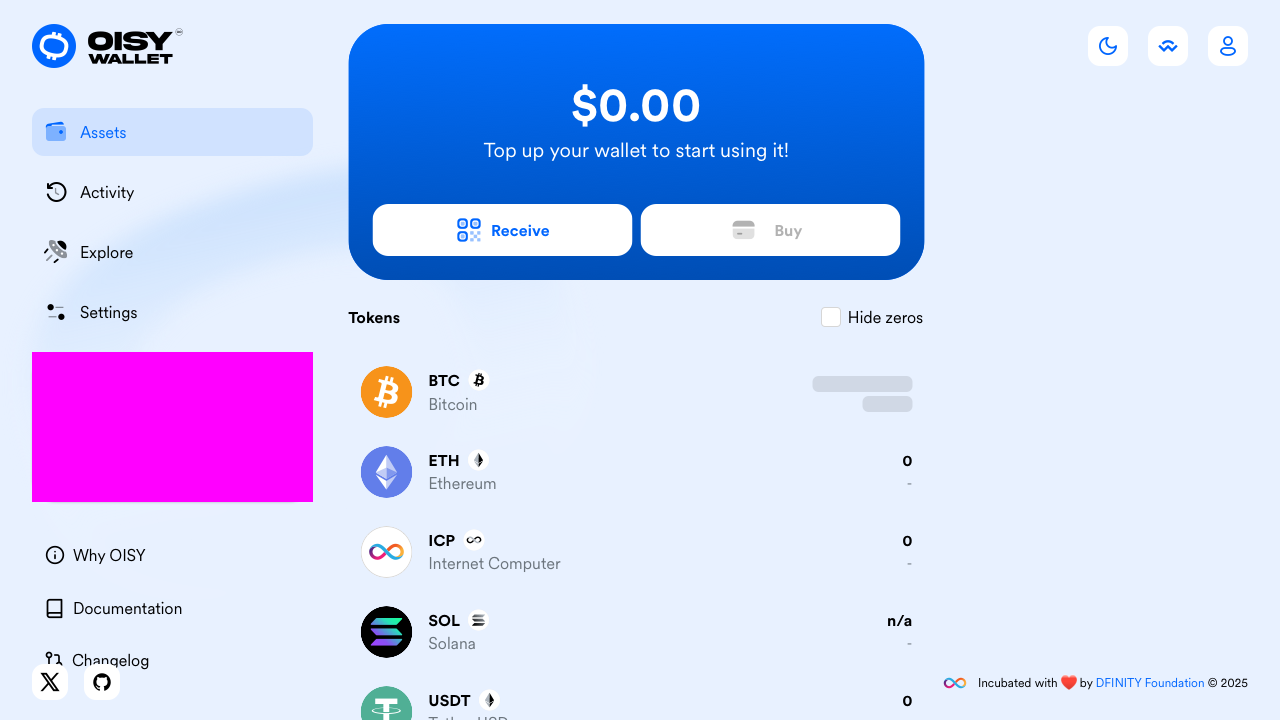 OISY
WALLET
Assets
Activity
Explore
Settings
Why OISY
Documentation
Changelog
$0.00
Top up your wallet to start using it!
Receive
Buy
Tokens
Hide zeros
BTC
Bitcoin
ETH
0
Ethereum
-
ICP
0
Internet Computer
-
SOL
n/a
Solana
-
USDT
0
Tether USD
Incubated with ❤️ by DFINITY Foundation © 2025